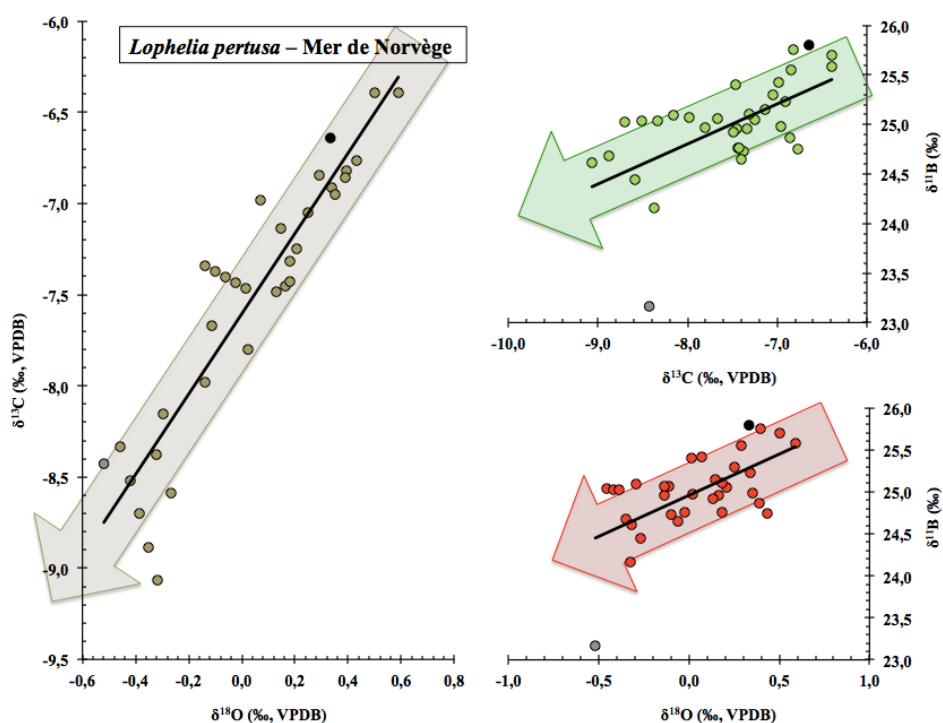 Lophelia pertusa – Mer de Norvège
-6,0
-6,5
-7,0
-7,5
-8,0
-8,5
-9,0
-9,5
δ¹³C (‰, VPDB)
-0,6 -0,4 -0,2 0,0 0,2 0,4 0,6 0,8
δ¹⁸O (‰, VPDB)
26,0
25,5
25,0
24,5
24,0
23,5
23,0
δ¹¹B (‰)
-10,0 -9,0 -8,0 -7,0 -6,0
δ¹³C (‰, VPDB)
26,0
25,5
25,0
24,5
24,0
23,5
23,0
δ¹¹B (‰)
-1,0 -0,5 0,0 0,5 1,0
δ¹⁸O (‰, VPDB)